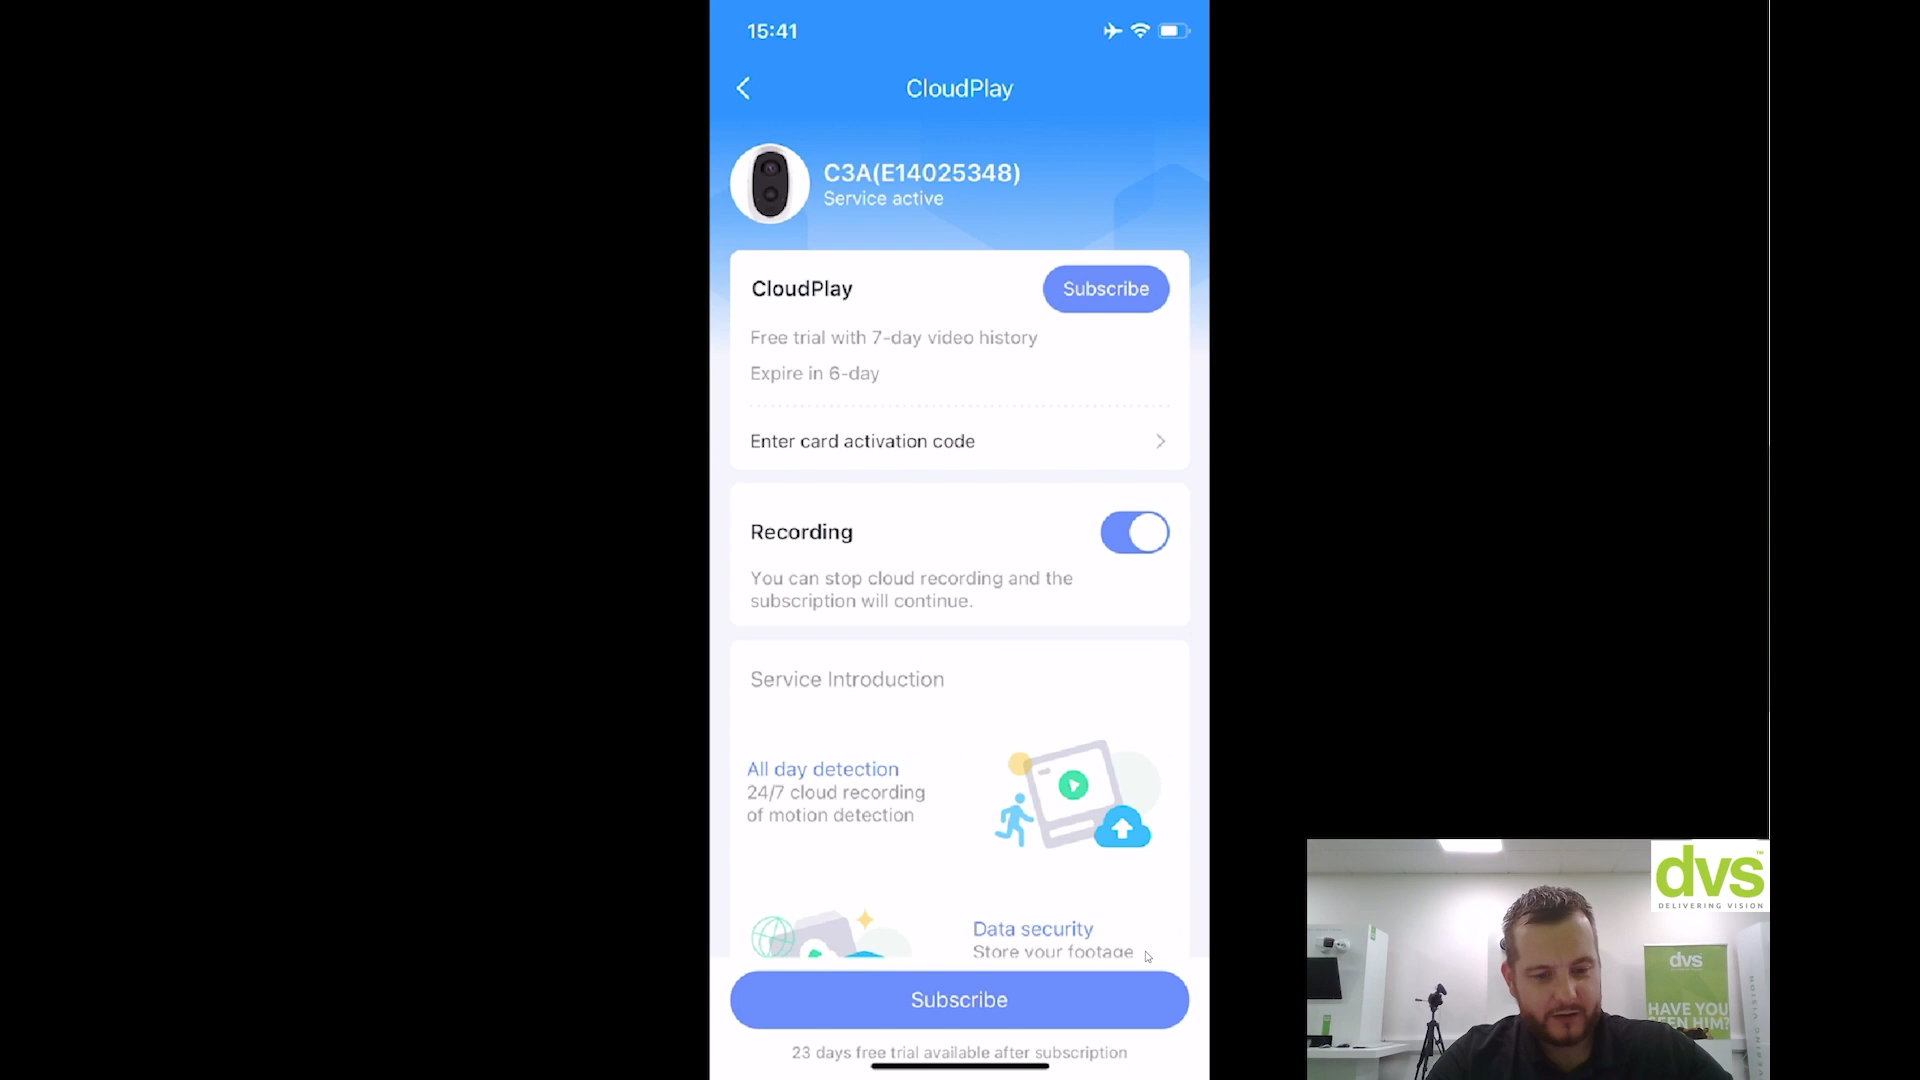 15:41
CloudPlay
C3A(E14025348)
Service active
CloudPlay
Subscribe
Free trial with 7-day video history
Expire in 6-day
Enter card activation code
Recording
You can stop cloud recording and the
subscription will continue.
Service Introduction
All day detection
24/7 cloud recording
of motion detection
Data security
Store your footage
Subscribe
23 days free trial available after subscription
dvs
DELIVERING VISION
dvs
HAVE YOU
SEEN HIM?